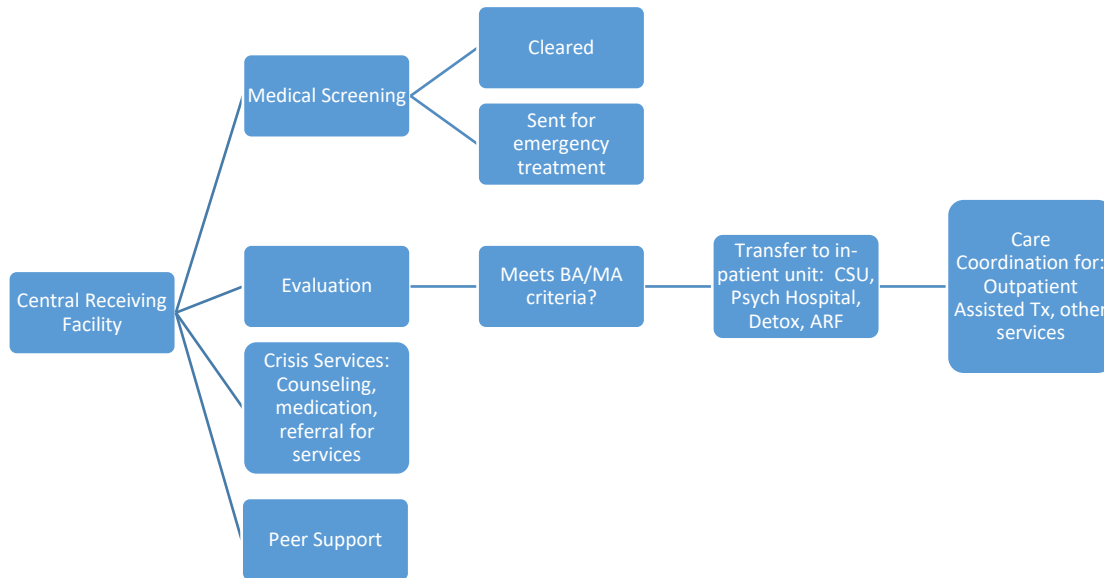 Central Receiving
Facility
Medical Screening
Cleared
Sent for
emergency
treatment
Evaluation
Meets BA/MA
criteria?
Transfer to in-
patient unit: CSU,
Psych Hospital,
Detox, ARF
Care
Coordination for:
Outpatient
Assisted Tx, other
services
Crisis Services:
Counseling,
medication,
referral for
services
Peer Support